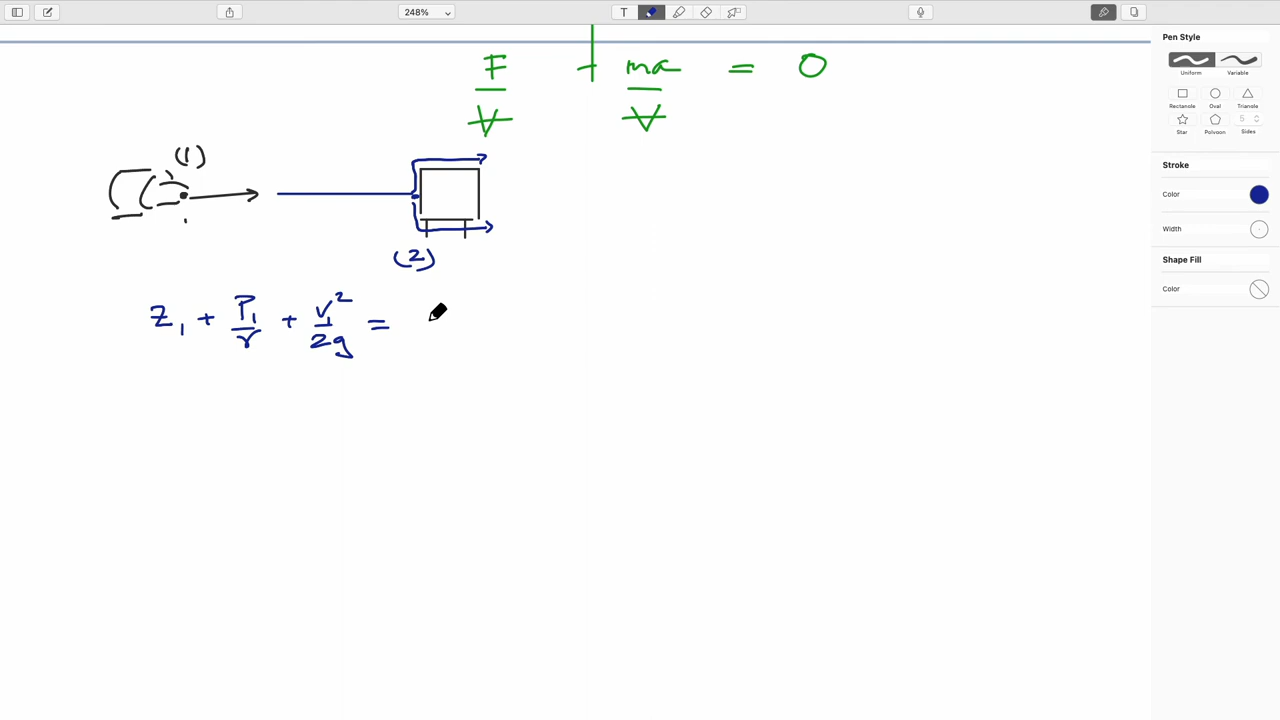 248%
T
Pen Style
F + ma = 0
Uniform Variable
V V
Rectangle Oval Triangle
5
Star Polygon Sides
(1)
Stroke
Color
Width
(2)
Shape Fill
Color
z₁ + P₁/γ + v₁²/2g =